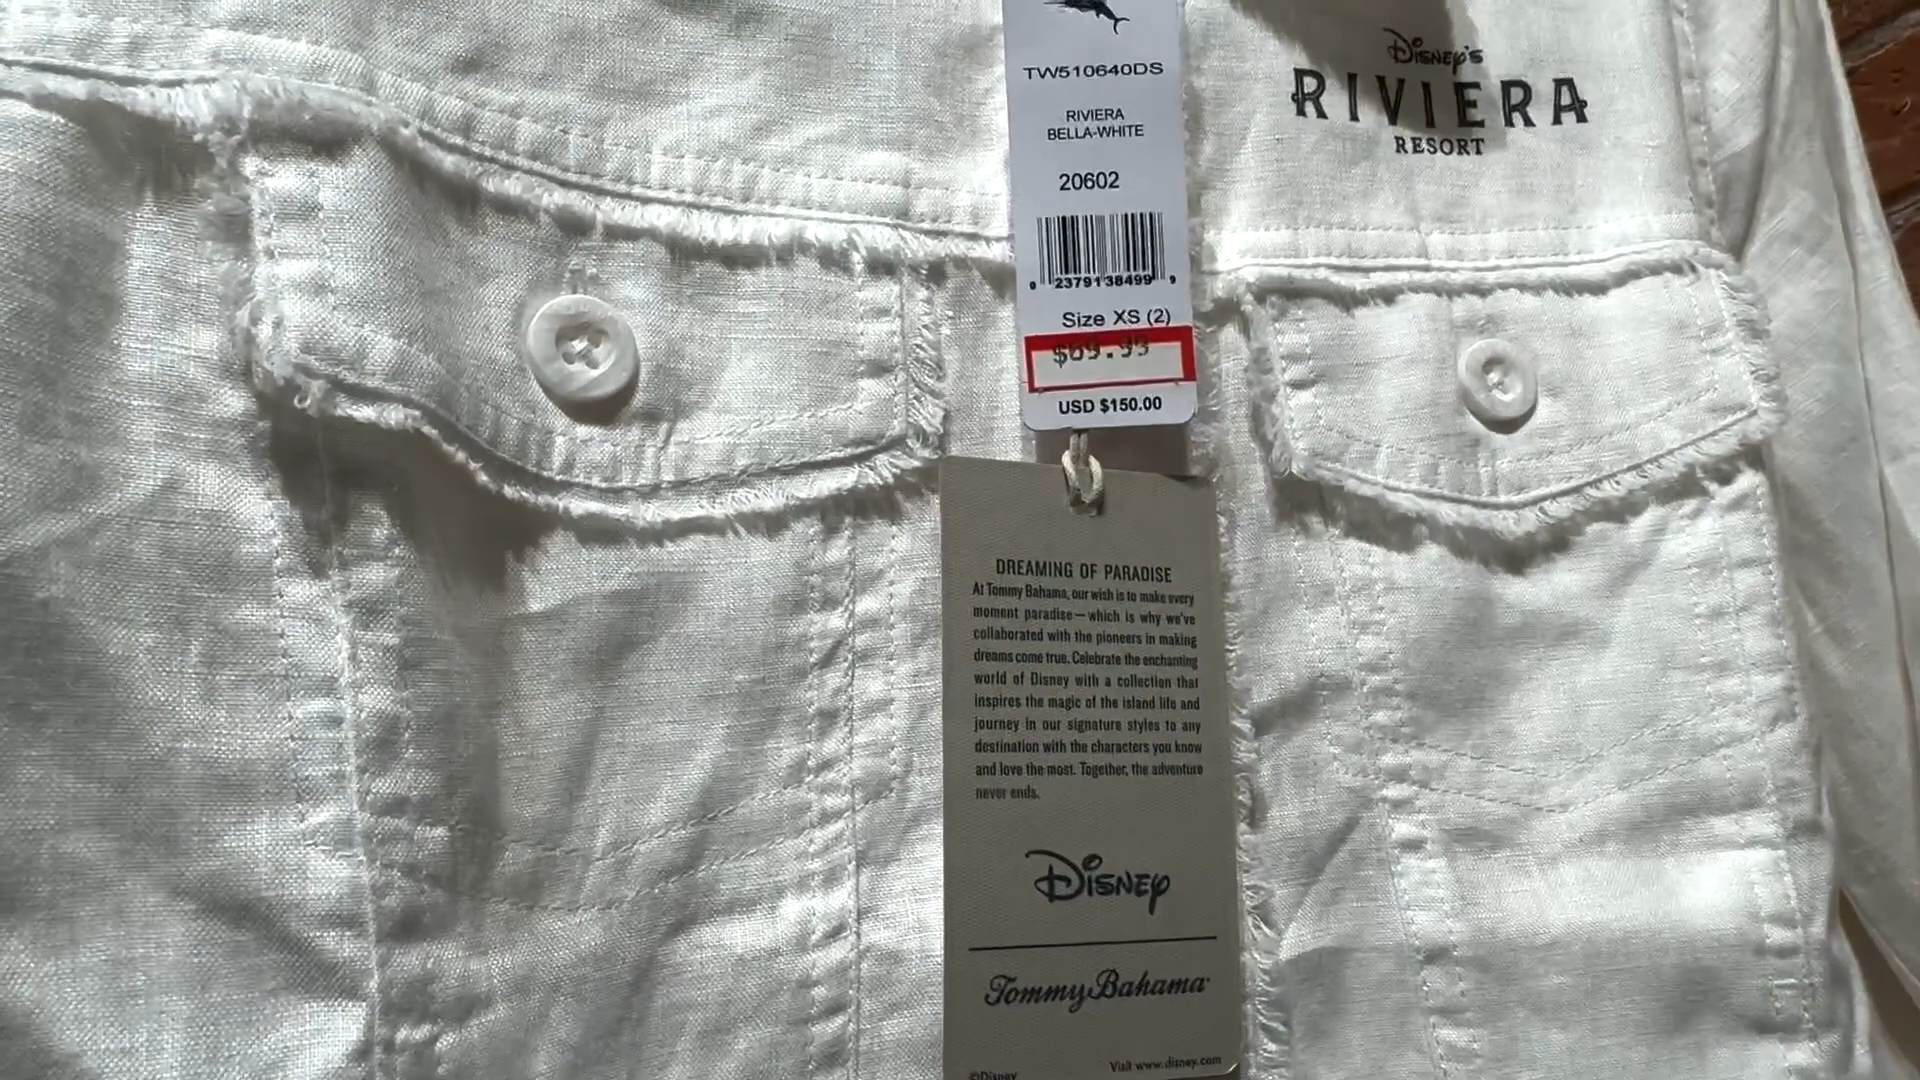 TW510640DS
RIVIERA
BELLA-WHITE
20602
0 23791 38499 9
Size XS (2)
$69.99
USD $150.00
DISNEY'S
RIVIERA
RESORT
DREAMING OF PARADISE
At Tommy Bahama, our wish is to make every
moment paradise—which is why we've
collaborated with the pioneers in making
dreams come true. Celebrate the enchanting
world of Disney with a collection that
inspires the magic of the island life and
journey in our signature styles to any
destination with the characters you know
and love the most. Together, the adventure
never ends.
DISNEY
Tommy Bahama
©Disney
Visit www.disney.com